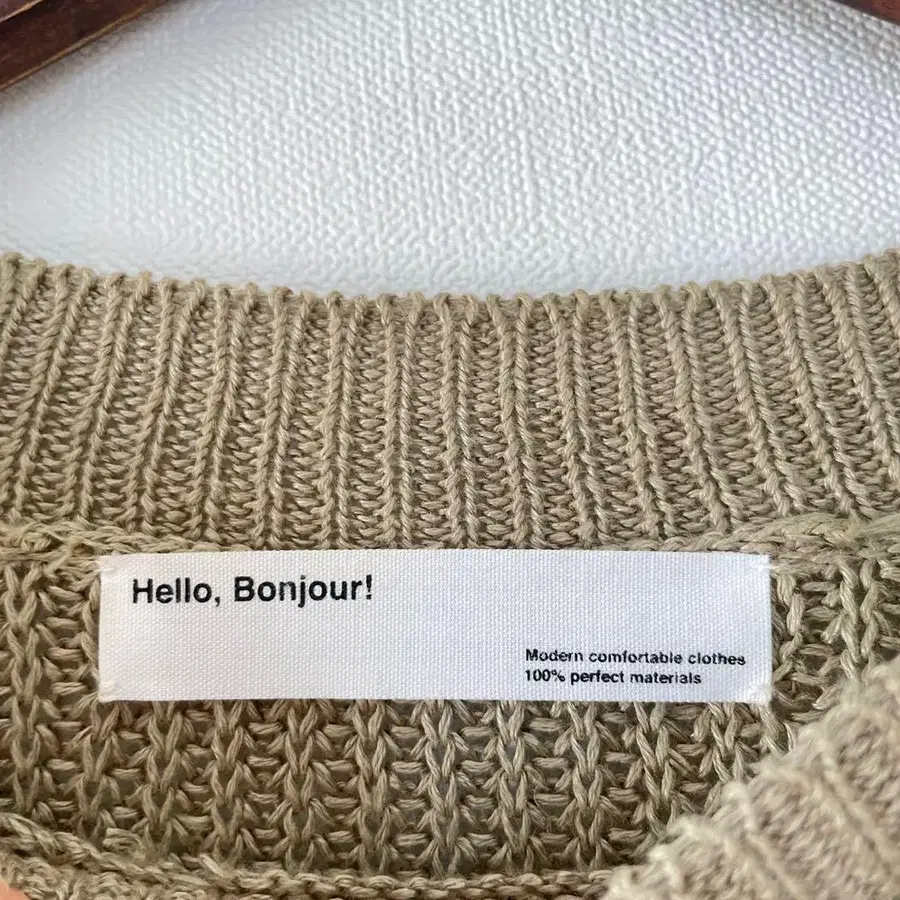 Hello, Bonjour!
Modern comfortable clothes
100% perfect materials